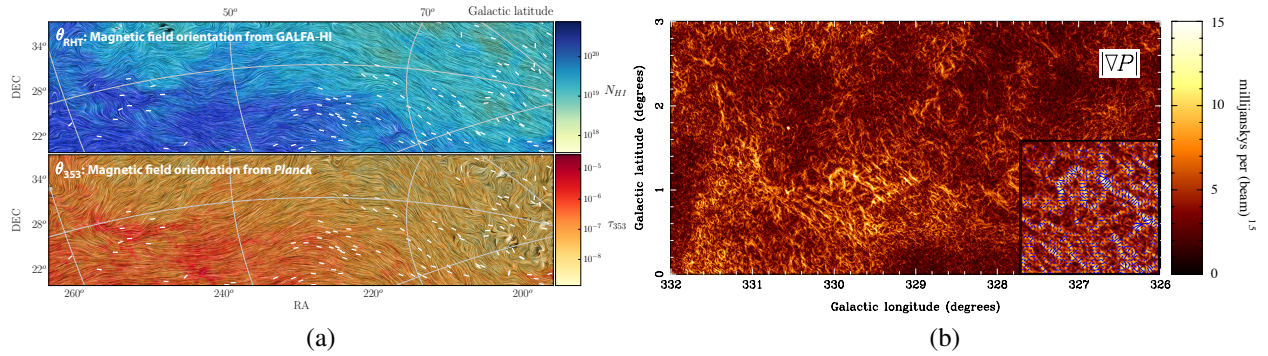 50° 70° Galactic latitude
θRHT: Magnetic field orientation from GALFA-HI
DEC
34°
28°
22°
10²⁰
10¹⁹
10¹⁸
N_HI
θ353: Magnetic field orientation from Planck
DEC
34°
28°
22°
10⁻⁵
10⁻⁶
10⁻⁷
10⁻⁸
τ353
260° 240° 220° 200°
RA
(a)
Galactic latitude (degrees)
3
2
1
0
|∇P|
332 331 330 329 328 327 326
Galactic longitude (degrees)
15
10
5
0
millijanskys per (beam)^1.5
(b)